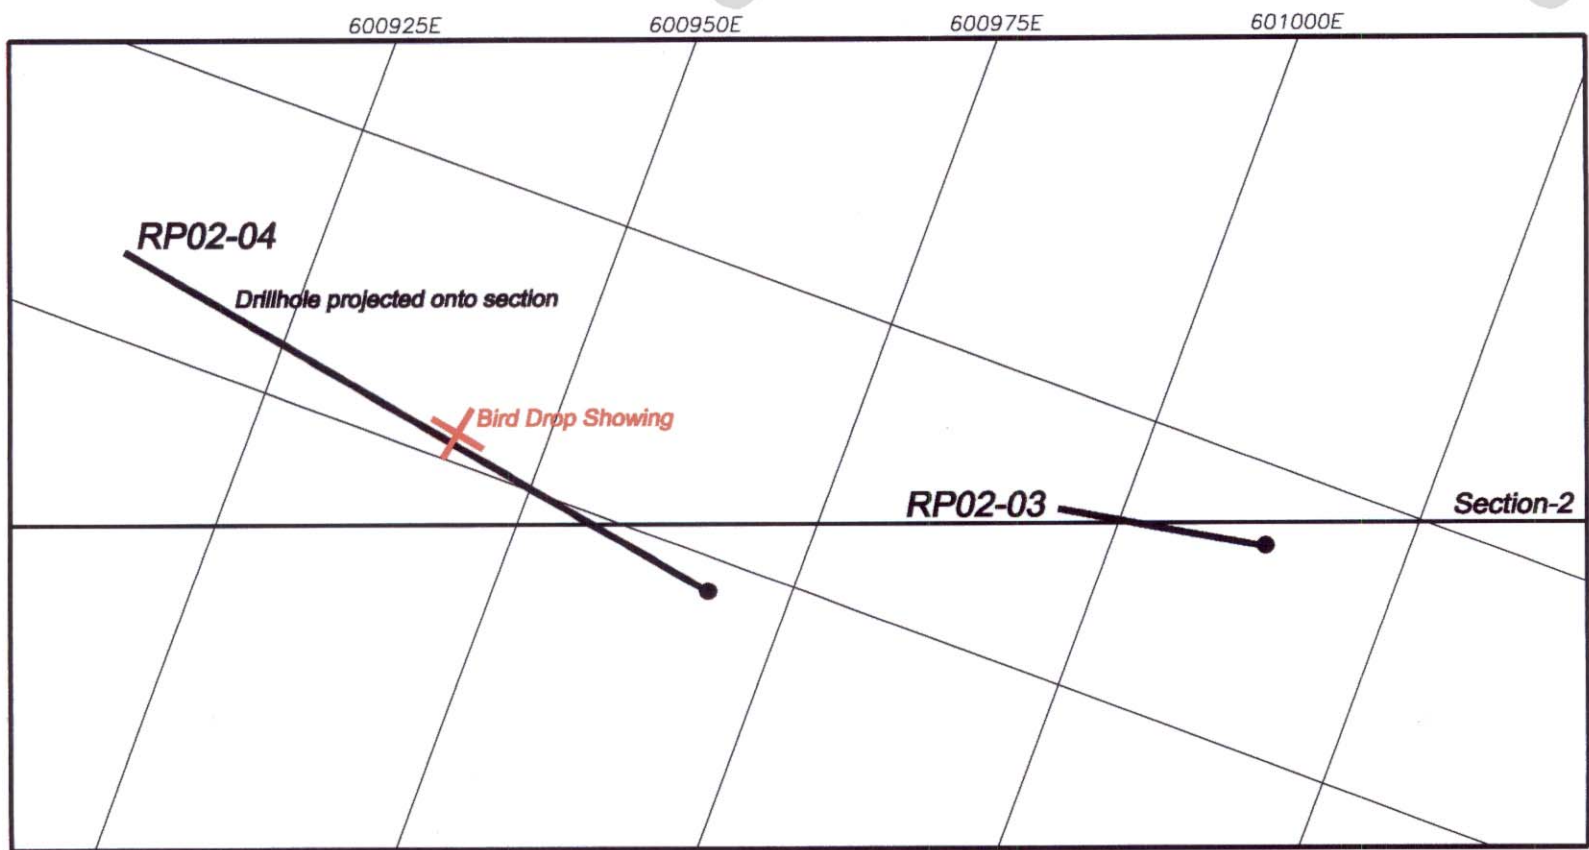 600925E 600950E 600975E 601000E
RP02-04
Drillhole projected onto section
Bird Drop Showing
RP02-03
Section-2